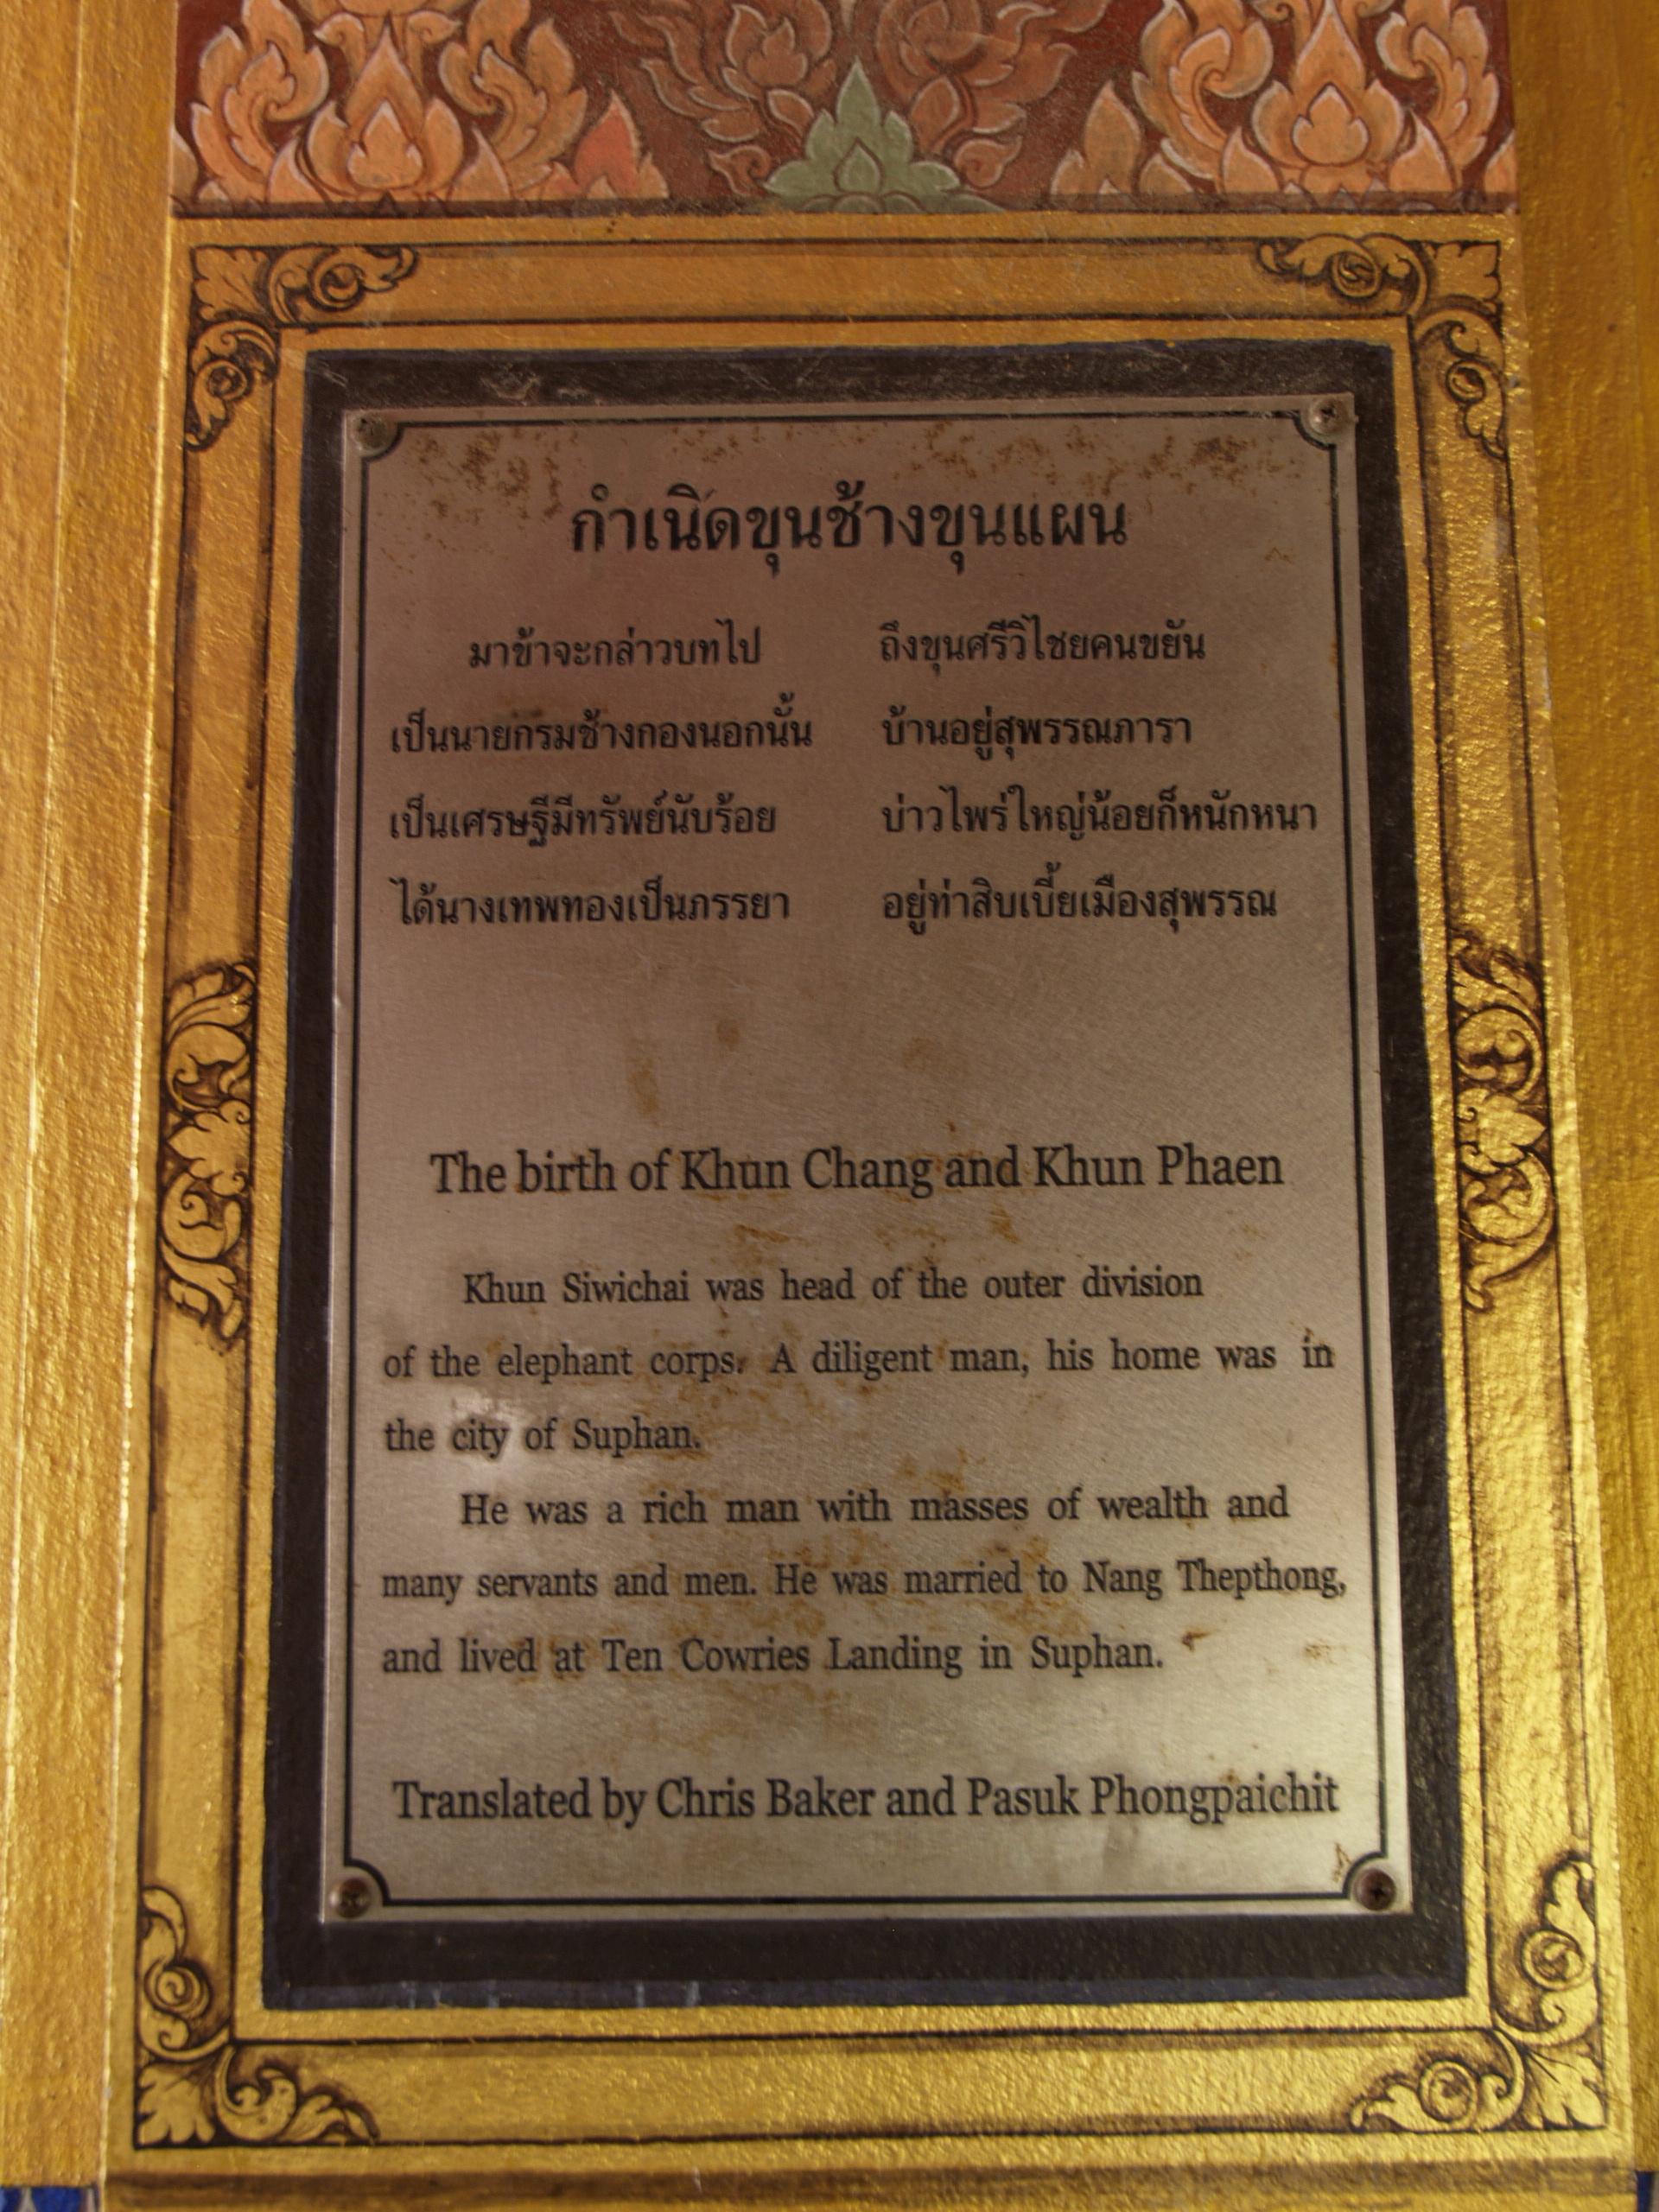 กำเนิดขุนช้างขุนแผน
มาข้าจะกล่าวบทไป ถึงขุนศรีวิไชยคนขยัน
เป็นนายกรมช้างกองนอกนั้น บ้านอยู่สุพรรณภารา
เป็นเศรษฐีมีทรัพย์นับร้อย บ่าวไพร่ใหญ่น้อยก็หนักหนา
ได้นางเทพทองเป็นภรรยา อยู่ท่าสิบเบี้ยเมืองสุพรรณ
The birth of Khun Chang and Khun Phaen
Khun Siwichai was head of the outer division
of the elephant corps. A diligent man, his home was in
the city of Suphan.
He was a rich man with masses of wealth and
many servants and men. He was married to Nang Thepthong,
and lived at Ten Cowries Landing in Suphan.
Translated by Chris Baker and Pasuk Phongpaichit